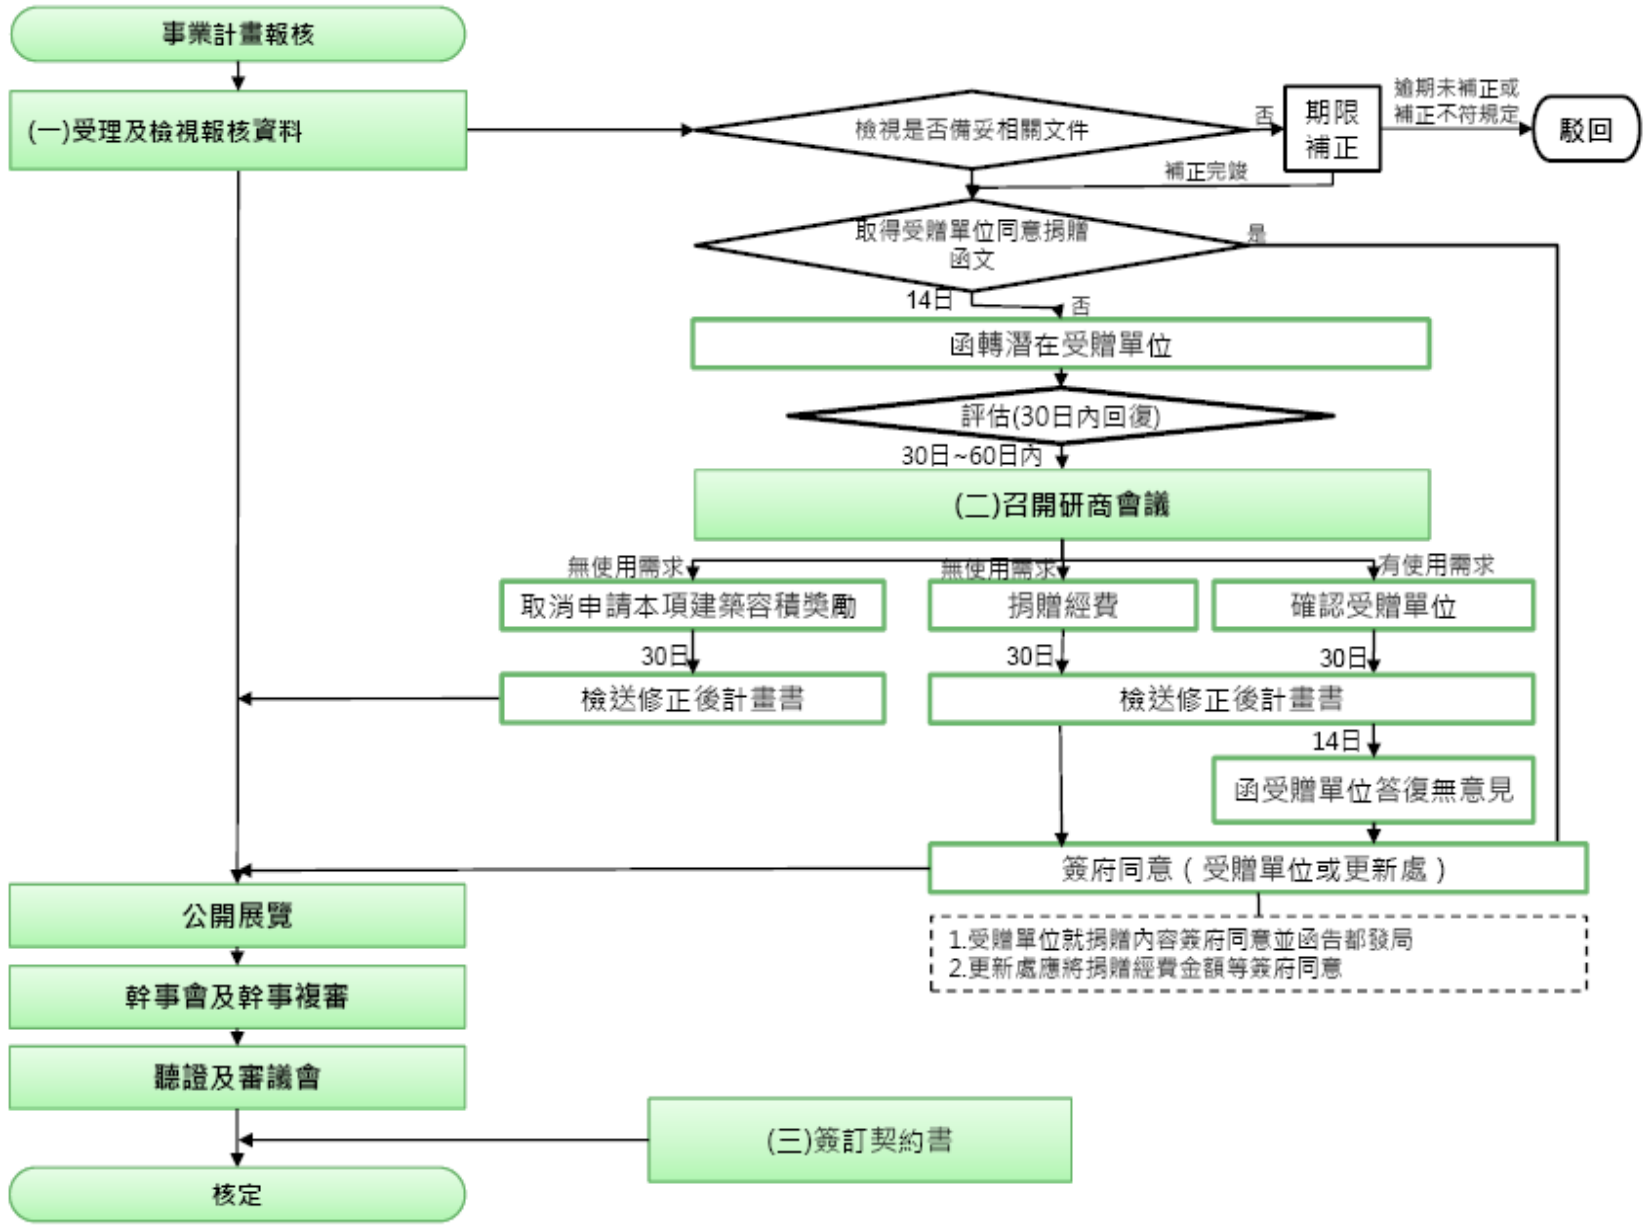 事業計畫報核
(一)受理及檢視報核資料
檢視是否備妥相關文件
否
期限
補正
逾期未補正或
補正不符規定
駁回
補正完竣
取得受贈單位同意捐贈
函文
是
14日
否
函轉潛在受贈單位
評估(30日內回復)
30日~60日內
(二)召開研商會議
無使用需求
無使用需求
有使用需求
取消申請本項建築容積獎勵
捐贈經費
確認受贈單位
30日
30日
30日
檢送修正後計畫書
檢送修正後計畫書
14日
函受贈單位答復無意見
簽府同意(受贈單位或更新處)
1.受贈單位就捐贈內容簽府同意並函告都發局
2.更新處應將捐贈經費金額等簽府同意
公開展覽
幹事會及幹事複審
聽證及審議會
(三)簽訂契約書
核定